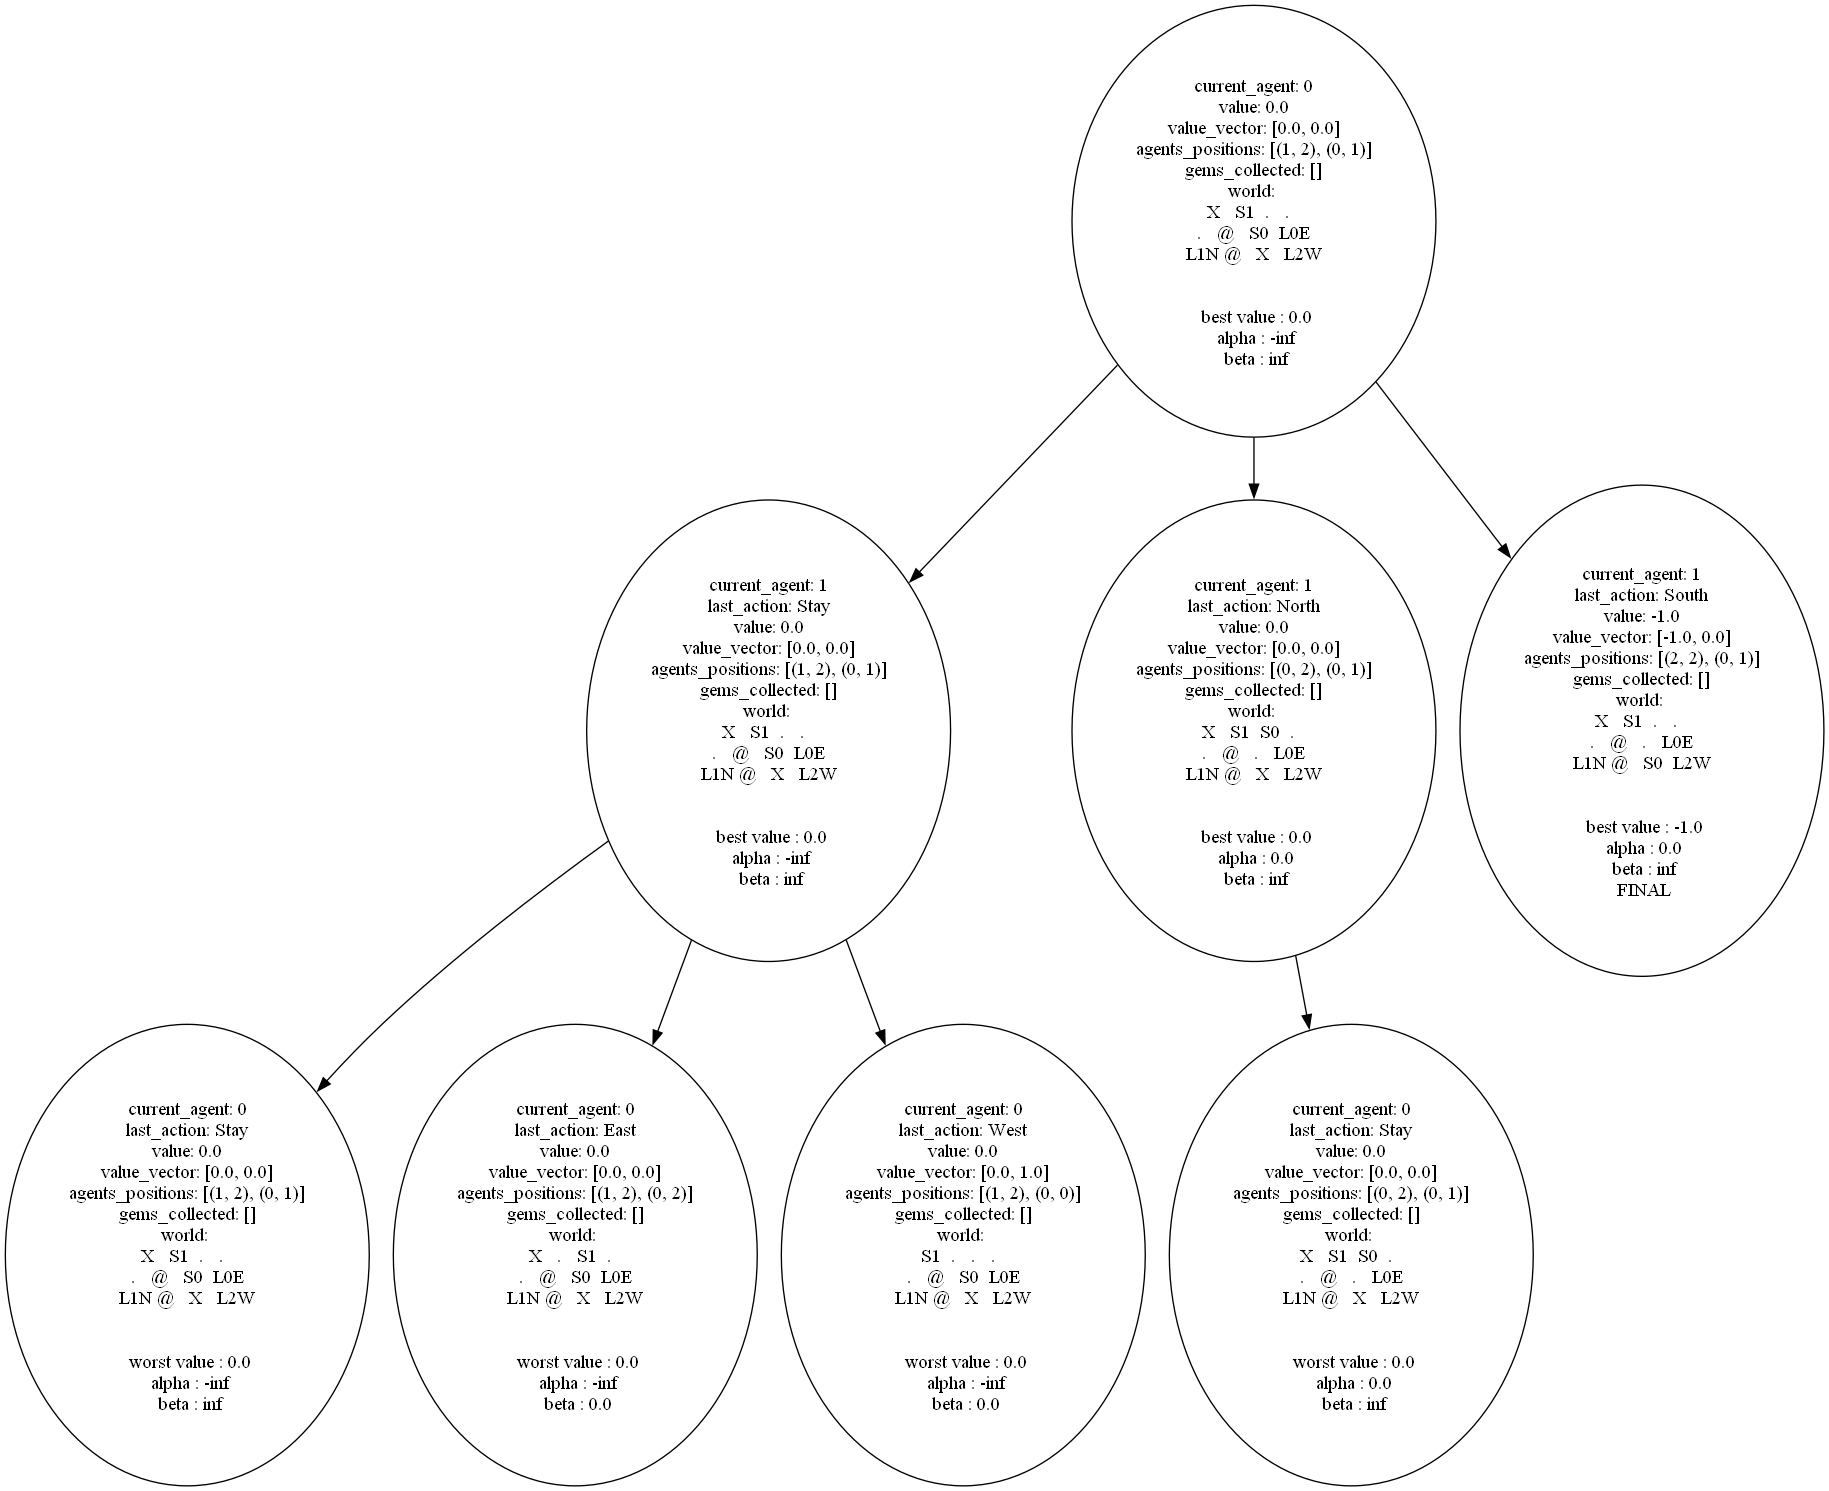 current_agent: 0
value: 0.0
value_vector: [0.0, 0.0]
agents_positions: [(1, 2), (0, 1)]
gems_collected: []
world:
X S1 . .
. @ S0 L0E
L1N @ X L2W
best value : 0.0
alpha : -inf
beta : inf
current_agent: 1
last_action: Stay
value: 0.0
value_vector: [0.0, 0.0]
agents_positions: [(1, 2), (0, 1)]
gems_collected: []
world:
X S1 . .
. @ S0 L0E
L1N @ X L2W
best value : 0.0
alpha : -inf
beta : inf
current_agent: 1
last_action: North
value: 0.0
value_vector: [0.0, 0.0]
agents_positions: [(0, 2), (0, 1)]
gems_collected: []
world:
X S1 S0 .
. @ . L0E
L1N @ X L2W
best value : 0.0
alpha : 0.0
beta : inf
current_agent: 1
last_action: South
value: -1.0
value_vector: [-1.0, 0.0]
agents_positions: [(2, 2), (0, 1)]
gems_collected: []
world:
X S1 . .
. @ . L0E
L1N @ S0 L2W
best value : -1.0
alpha : 0.0
beta : inf
FINAL
current_agent: 0
last_action: Stay
value: 0.0
value_vector: [0.0, 0.0]
agents_positions: [(1, 2), (0, 1)]
gems_collected: []
world:
X S1 . .
. @ S0 L0E
L1N @ X L2W
worst value : 0.0
alpha : -inf
beta : inf
current_agent: 0
last_action: East
value: 0.0
value_vector: [0.0, 0.0]
agents_positions: [(1, 2), (0, 2)]
gems_collected: []
world:
X . S1 .
. @ S0 L0E
L1N @ X L2W
worst value : 0.0
alpha : -inf
beta : 0.0
current_agent: 0
last_action: West
value: 0.0
value_vector: [0.0, 1.0]
agents_positions: [(1, 2), (0, 0)]
gems_collected: []
world:
S1 . . .
. @ S0 L0E
L1N @ X L2W
worst value : 0.0
alpha : -inf
beta : 0.0
current_agent: 0
last_action: Stay
value: 0.0
value_vector: [0.0, 0.0]
agents_positions: [(0, 2), (0, 1)]
gems_collected: []
world:
X S1 S0 .
. @ . L0E
L1N @ X L2W
worst value : 0.0
alpha : 0.0
beta : inf